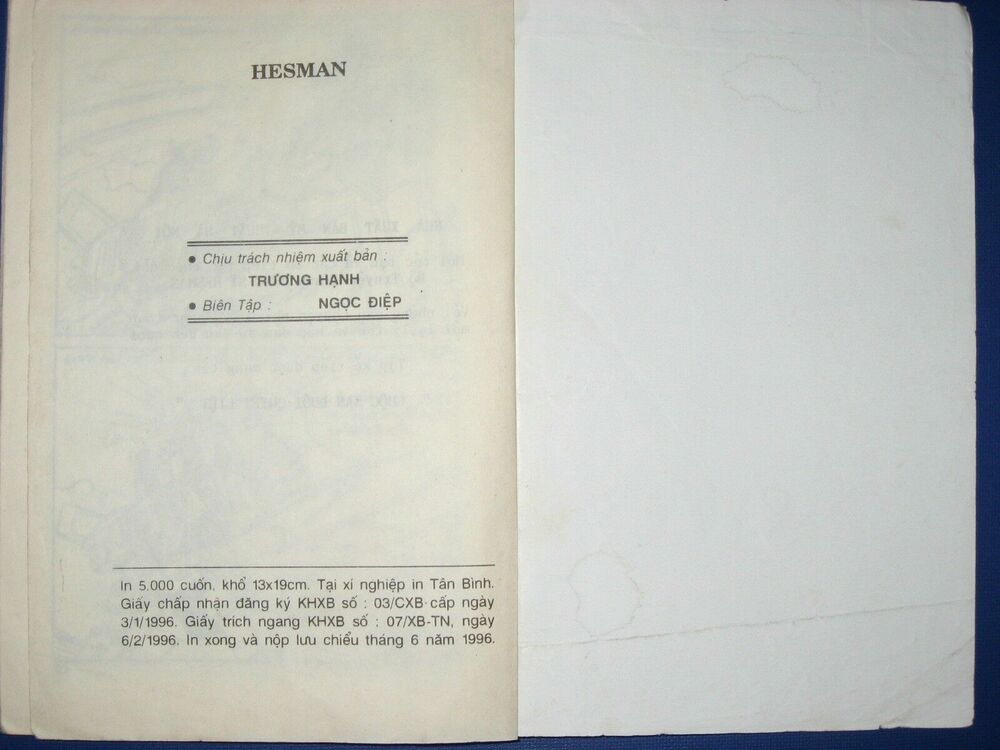 HESMAN
● Chịu trách nhiệm xuất bản :
TRƯƠNG HẠNH
● Biên Tập : NGỌC ĐIỆP
In 5.000 cuốn, khổ 13x19cm. Tại xí nghiệp in Tân Bình.
Giấy chấp nhận đăng ký KHXB số : 03/CXB cấp ngày
3/1/1996. Giấy trích ngang KHXB số : 07/XB-TN, ngày
6/2/1996. In xong và nộp lưu chiểu tháng 6 năm 1996.